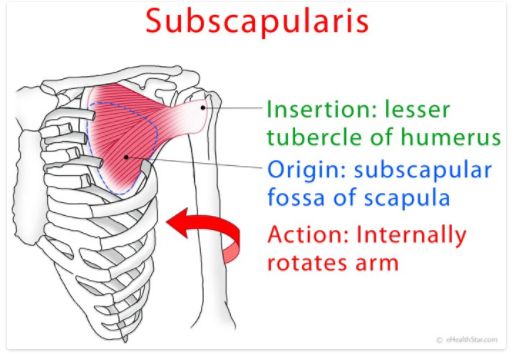 Subscapularis
Insertion: lesser
tubercle of humerus
Origin: subscapular
fossa of scapula
Action: Internally
rotates arm
© eHealthStar.com